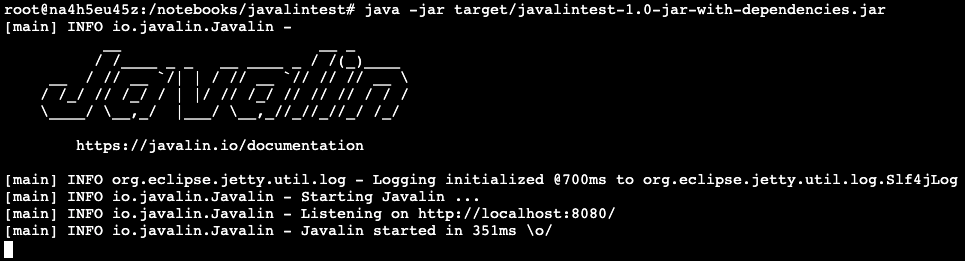 root@na4h5eu45z:/notebooks/javalintest# java -jar target/javalintest-1.0-jar-with-dependencies.jar
[main] INFO io.javalin.Javalin -
           __                      __ _
          / /____ _ _   __ ____ _ / /(_)____
     __  / // __ `/| | / // __ `// // // __ \
    / /_/ // /_/ / | |/ // /_/ // // // / / /
    \____/ \__,_/  |___/ \__,_//_//_//_/ /_/
        https://javalin.io/documentation
[main] INFO org.eclipse.jetty.util.log - Logging initialized @700ms to org.eclipse.jetty.util.log.Slf4jLog
[main] INFO io.javalin.Javalin - Starting Javalin ...
[main] INFO io.javalin.Javalin - Listening on http://localhost:8080/
[main] INFO io.javalin.Javalin - Javalin started in 351ms \o/